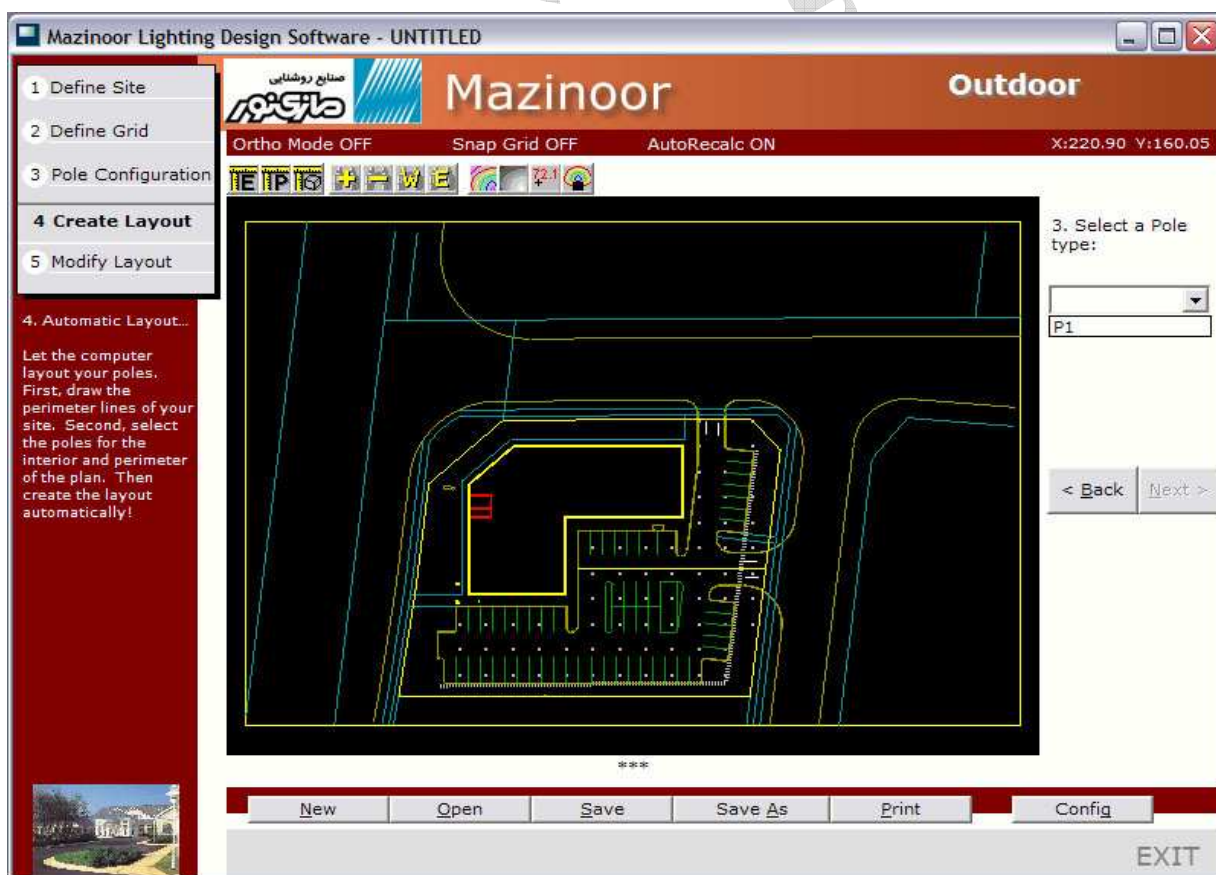 Mazinoor Lighting Design Software - UNTITLED
1 Define Site
2 Define Grid
3 Pole Configuration
4 Create Layout
5 Modify Layout
صنایع روشنایی
مازی نور
Mazinoor
Outdoor
Ortho Mode OFF Snap Grid OFF AutoRecalc ON X:220.90 Y:160.05
E P + − W E 72.1
4. Automatic Layout...
Let the computer
layout your poles.
First, draw the
perimeter lines of your
site. Second, select
the poles for the
interior and perimeter
of the plan. Then
create the layout
automatically!
3. Select a Pole
type:
P1
< Back Next >
***
New Open Save Save As Print Config
EXIT